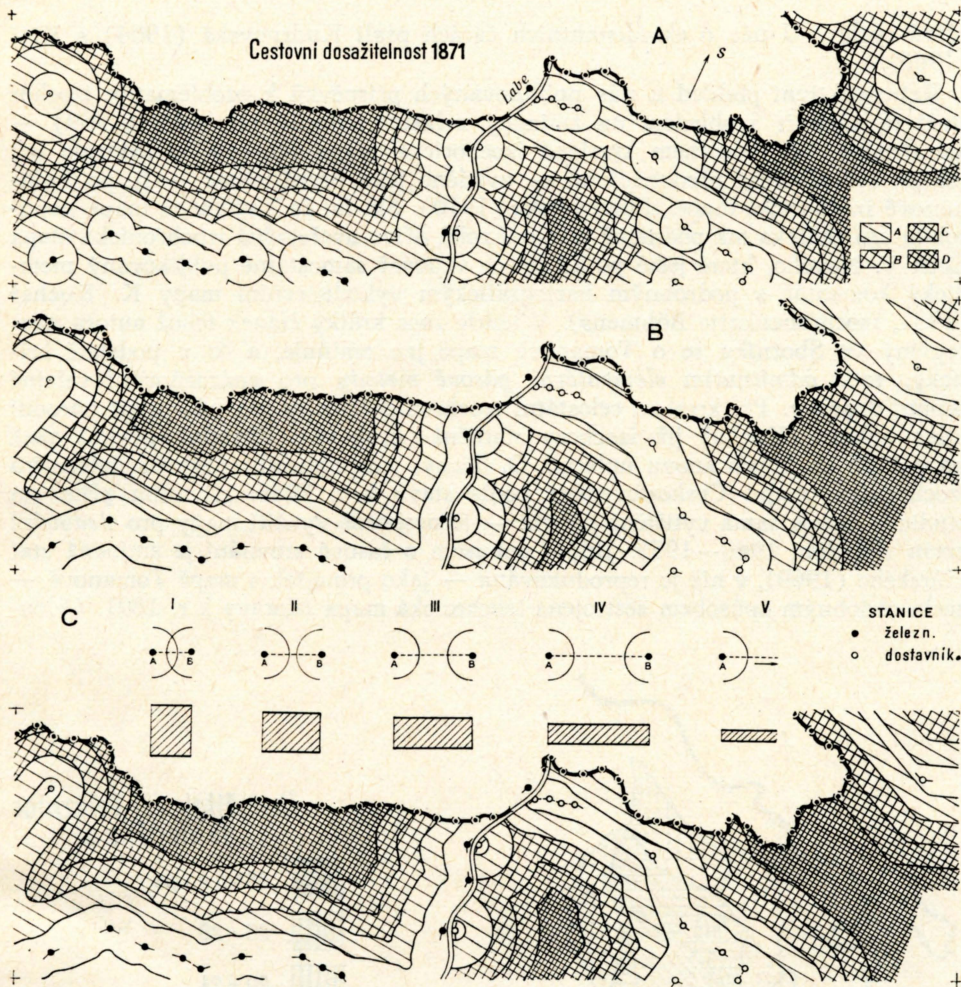 Cestovní dosažitelnost 1871
A
S
Labe
A C
B D
B
C
I II III IV V
STANICE
železn.
dostavník.
A B A B A B A B A